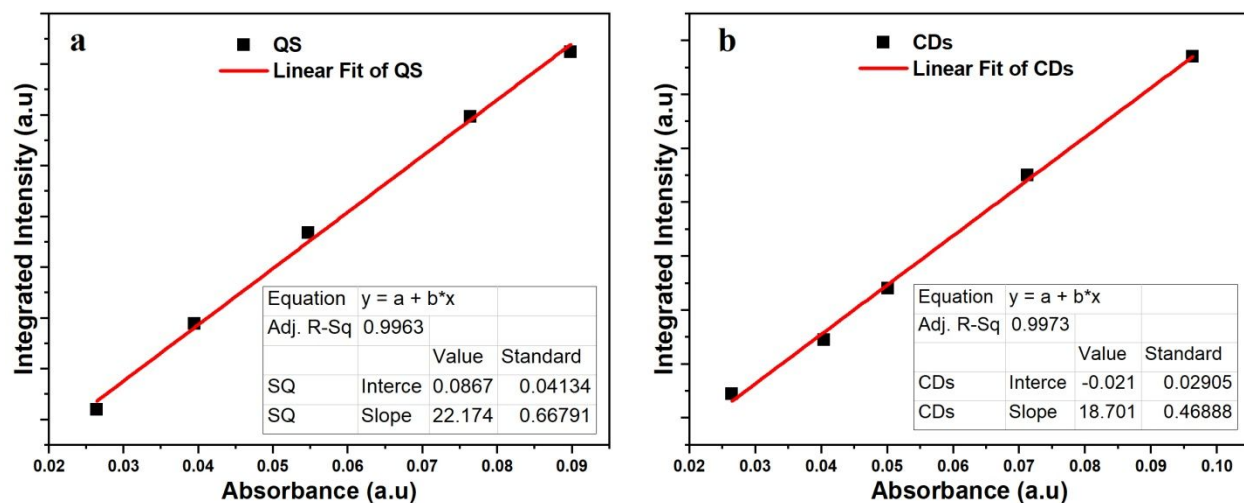 a
QS
Linear Fit of QS
Integrated Intensity (a.u)
Equation y = a + b*x
Adj. R-Sq 0.9963
Value Standard
SQ Interce 0.0867 0.04134
SQ Slope 22.174 0.66791
0.02 0.03 0.04 0.05 0.06 0.07 0.08 0.09
Absorbance (a.u)
b
CDs
Linear Fit of CDs
Integrated Intensity (a.u)
Equation y = a + b*x
Adj. R-Sq 0.9973
Value Standard
CDs Interce -0.021 0.02905
CDs Slope 18.701 0.46888
0.02 0.03 0.04 0.05 0.06 0.07 0.08 0.09 0.10
Absorbance (a.u)